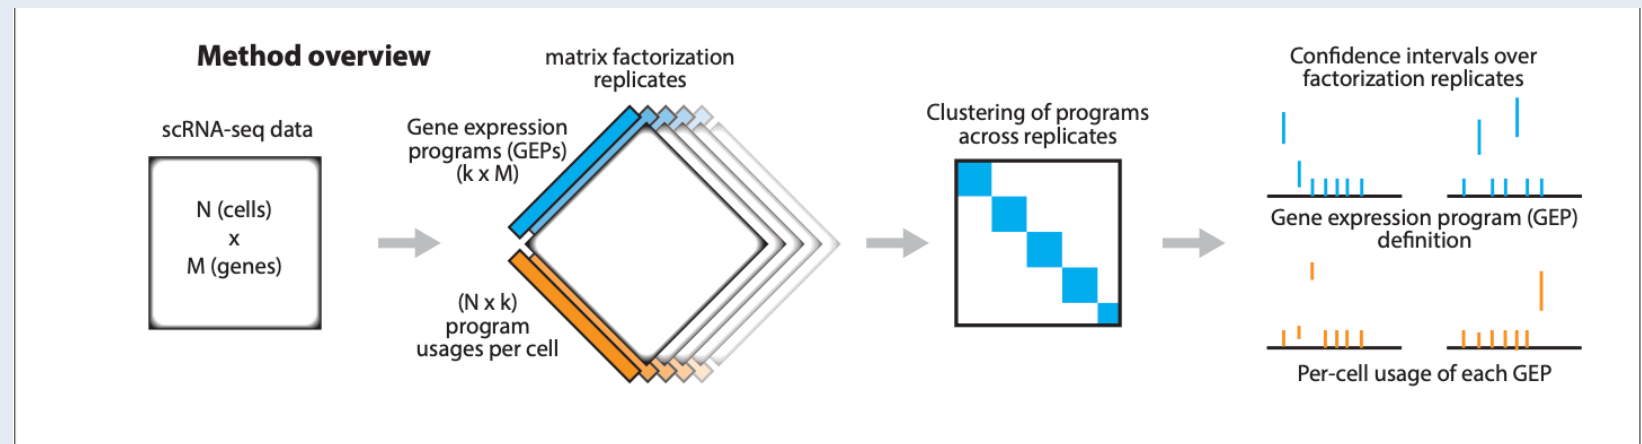 Method overview
scRNA-seq data
N (cells)
x
M (genes)
matrix factorization
replicates
Gene expression
programs (GEPs)
(k x M)
(N x k)
program
usages per cell
Clustering of programs
across replicates
Confidence intervals over
factorization replicates
Gene expression program (GEP)
definition
Per-cell usage of each GEP